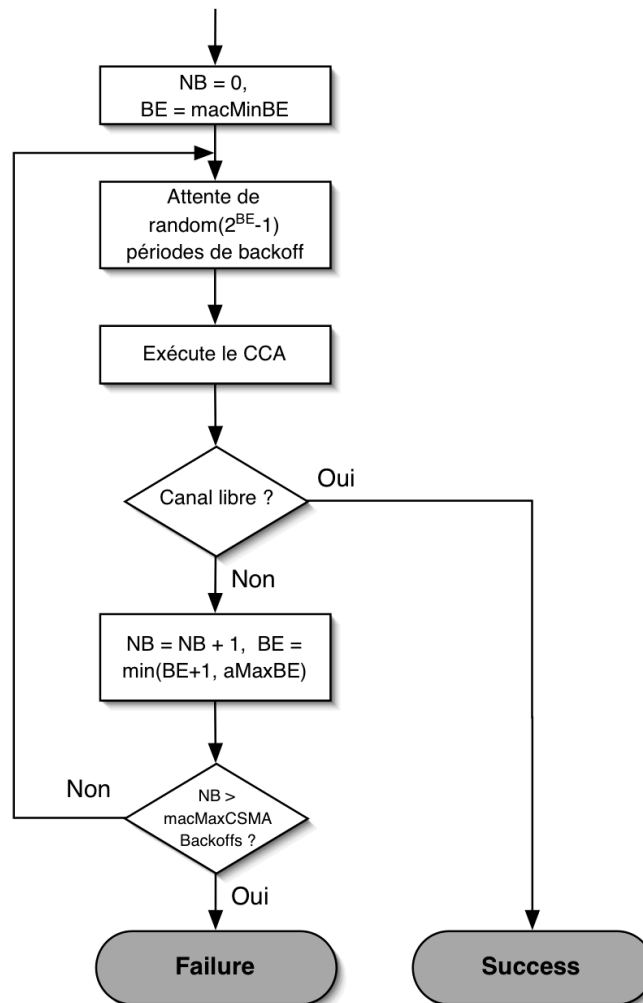 NB = 0,
BE = macMinBE
Attente de
random(2^BE-1)
périodes de backoff
Exécute le CCA
Canal libre ?
Oui
Non
NB = NB + 1, BE =
min(BE+1, aMaxBE)
Non
NB >
macMaxCSMA
Backoffs ?
Oui
Failure
Success